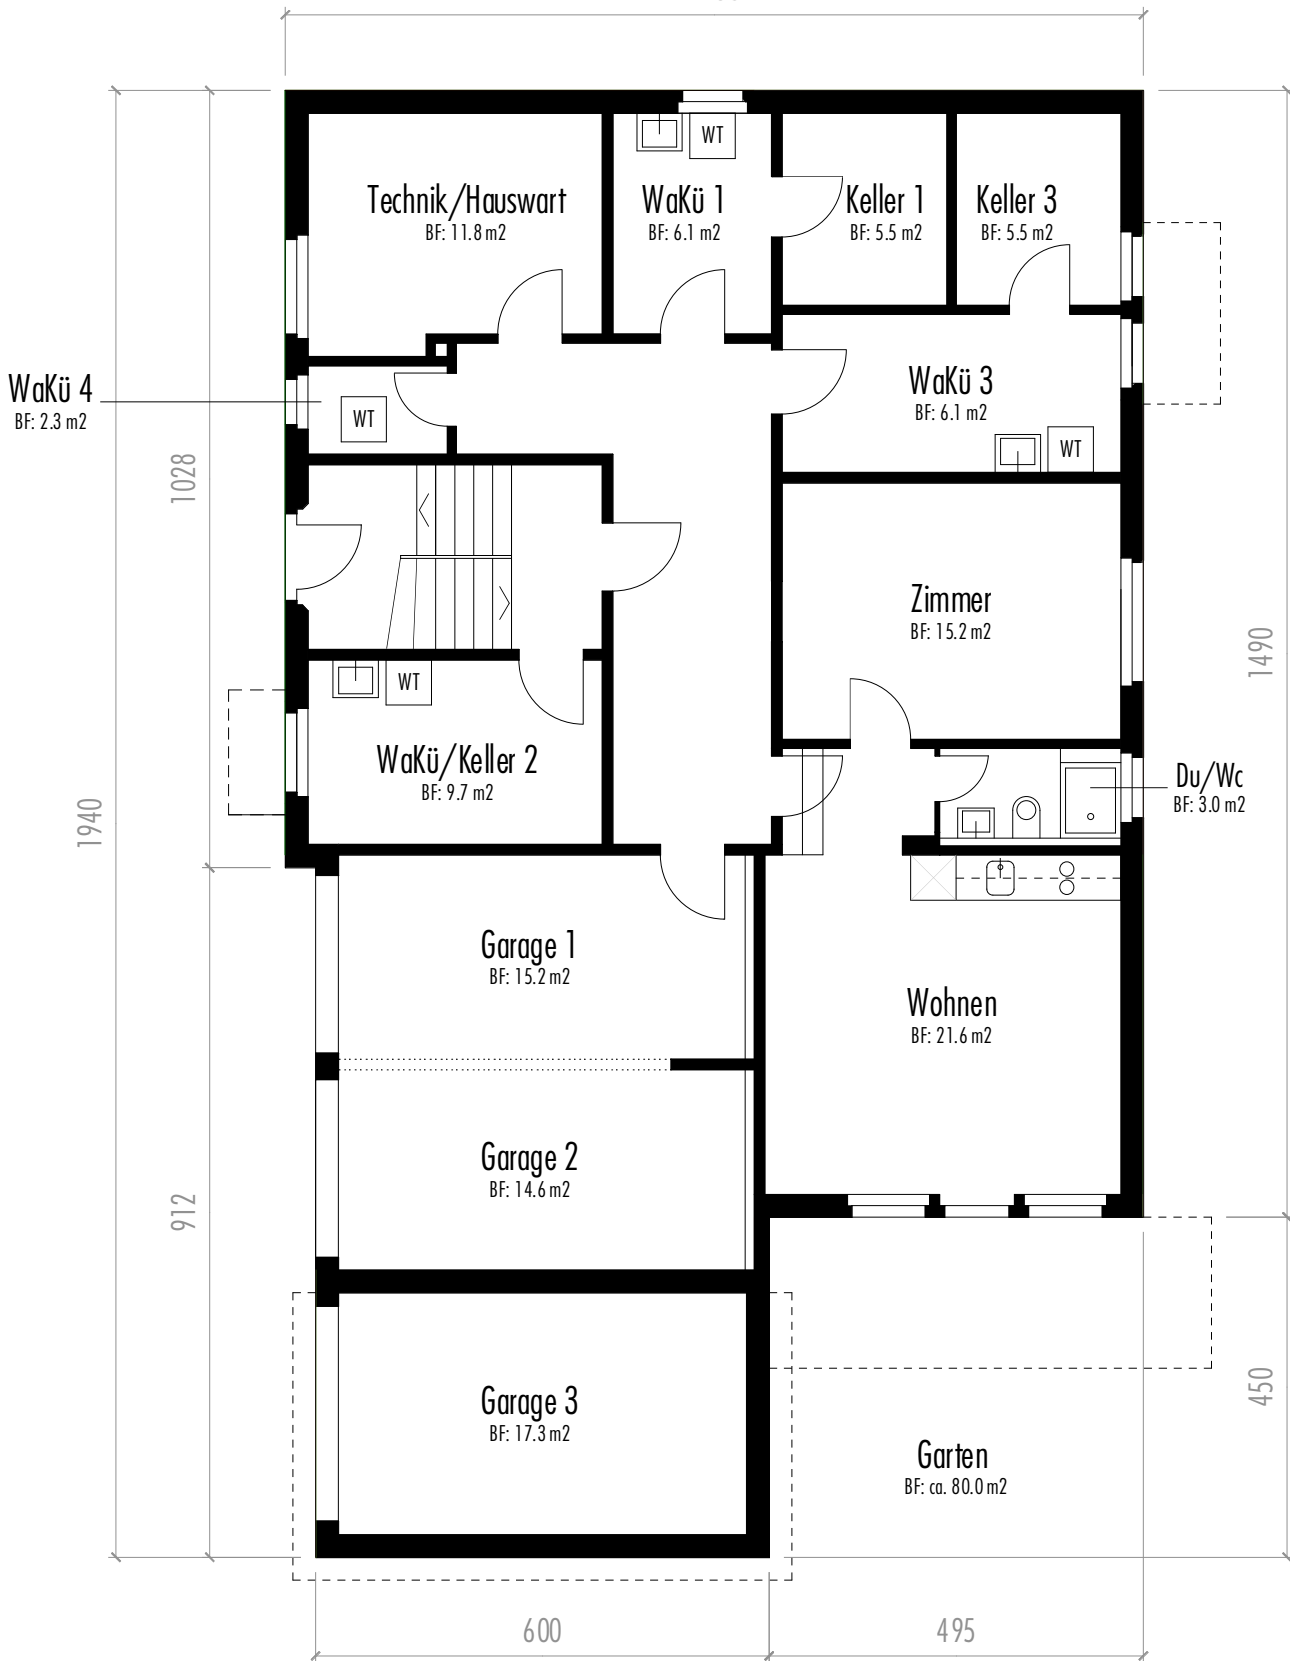 Technik/Hauswart
BF: 11.8 m2
WaKü 1
BF: 6.1 m2
WT
Keller 1
BF: 5.5 m2
Keller 3
BF: 5.5 m2
WaKü 4
BF: 2.3 m2
WT
WaKü 3
BF: 6.1 m2
WT
1028
Zimmer
BF: 15.2 m2
1490
WT
WaKü/Keller 2
BF: 9.7 m2
Du/Wc
BF: 3.0 m2
1940
Garage 1
BF: 15.2 m2
Wohnen
BF: 21.6 m2
Garage 2
BF: 14.6 m2
912
Garage 3
BF: 17.3 m2
450
Garten
BF: ca. 80.0 m2
600
495